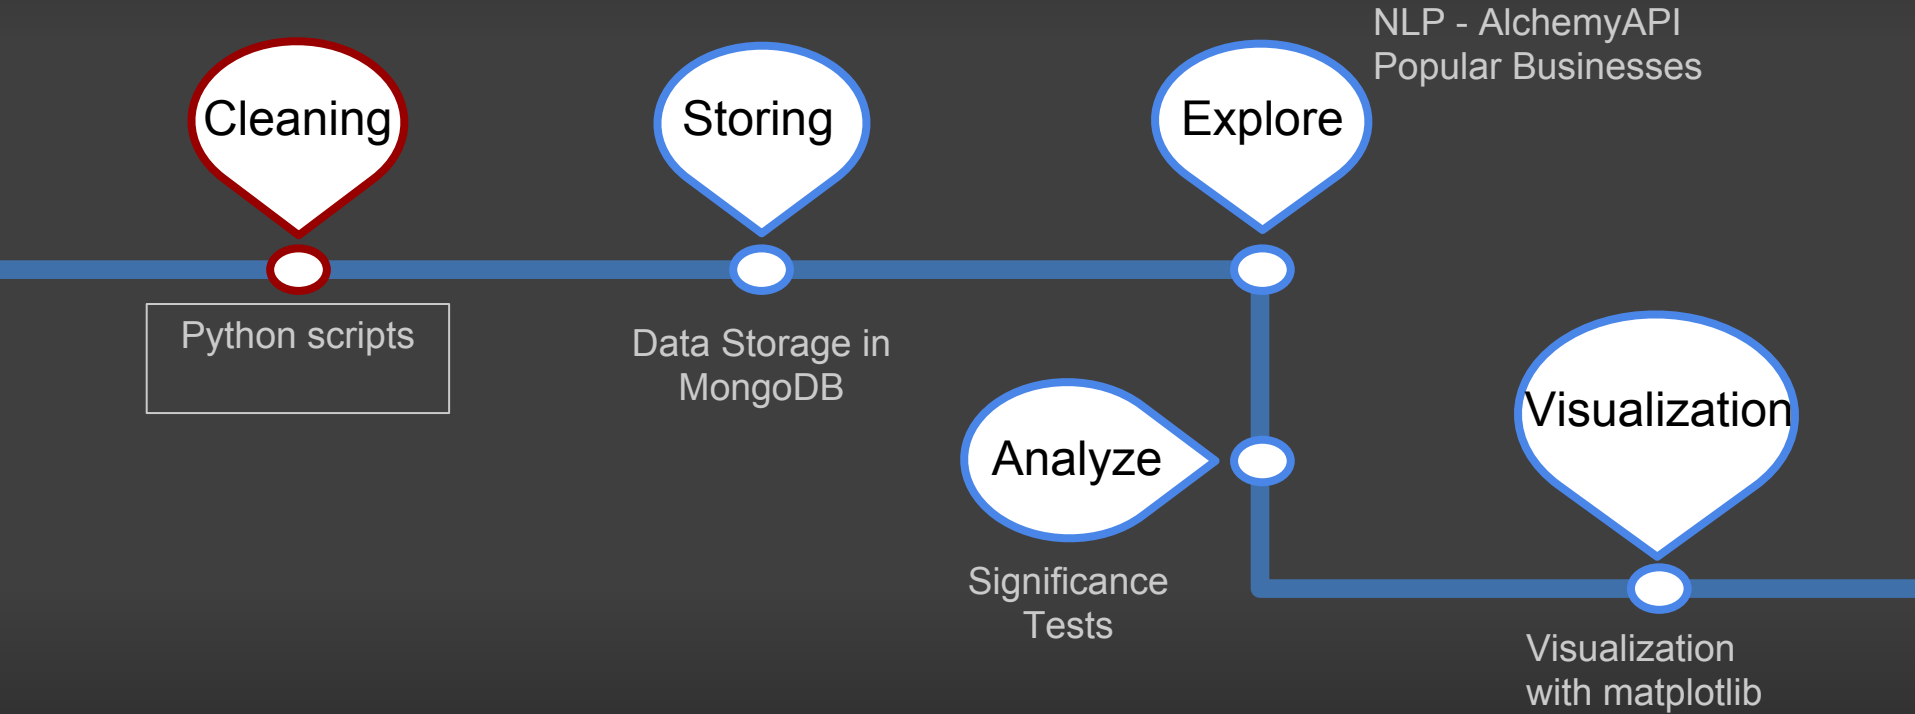 NLP - AlchemyAPI
Popular Businesses
Cleaning
Storing
Explore
Python scripts
Data Storage in
MongoDB
Analyze
Visualization
Significance
Tests
Visualization
with matplotlib